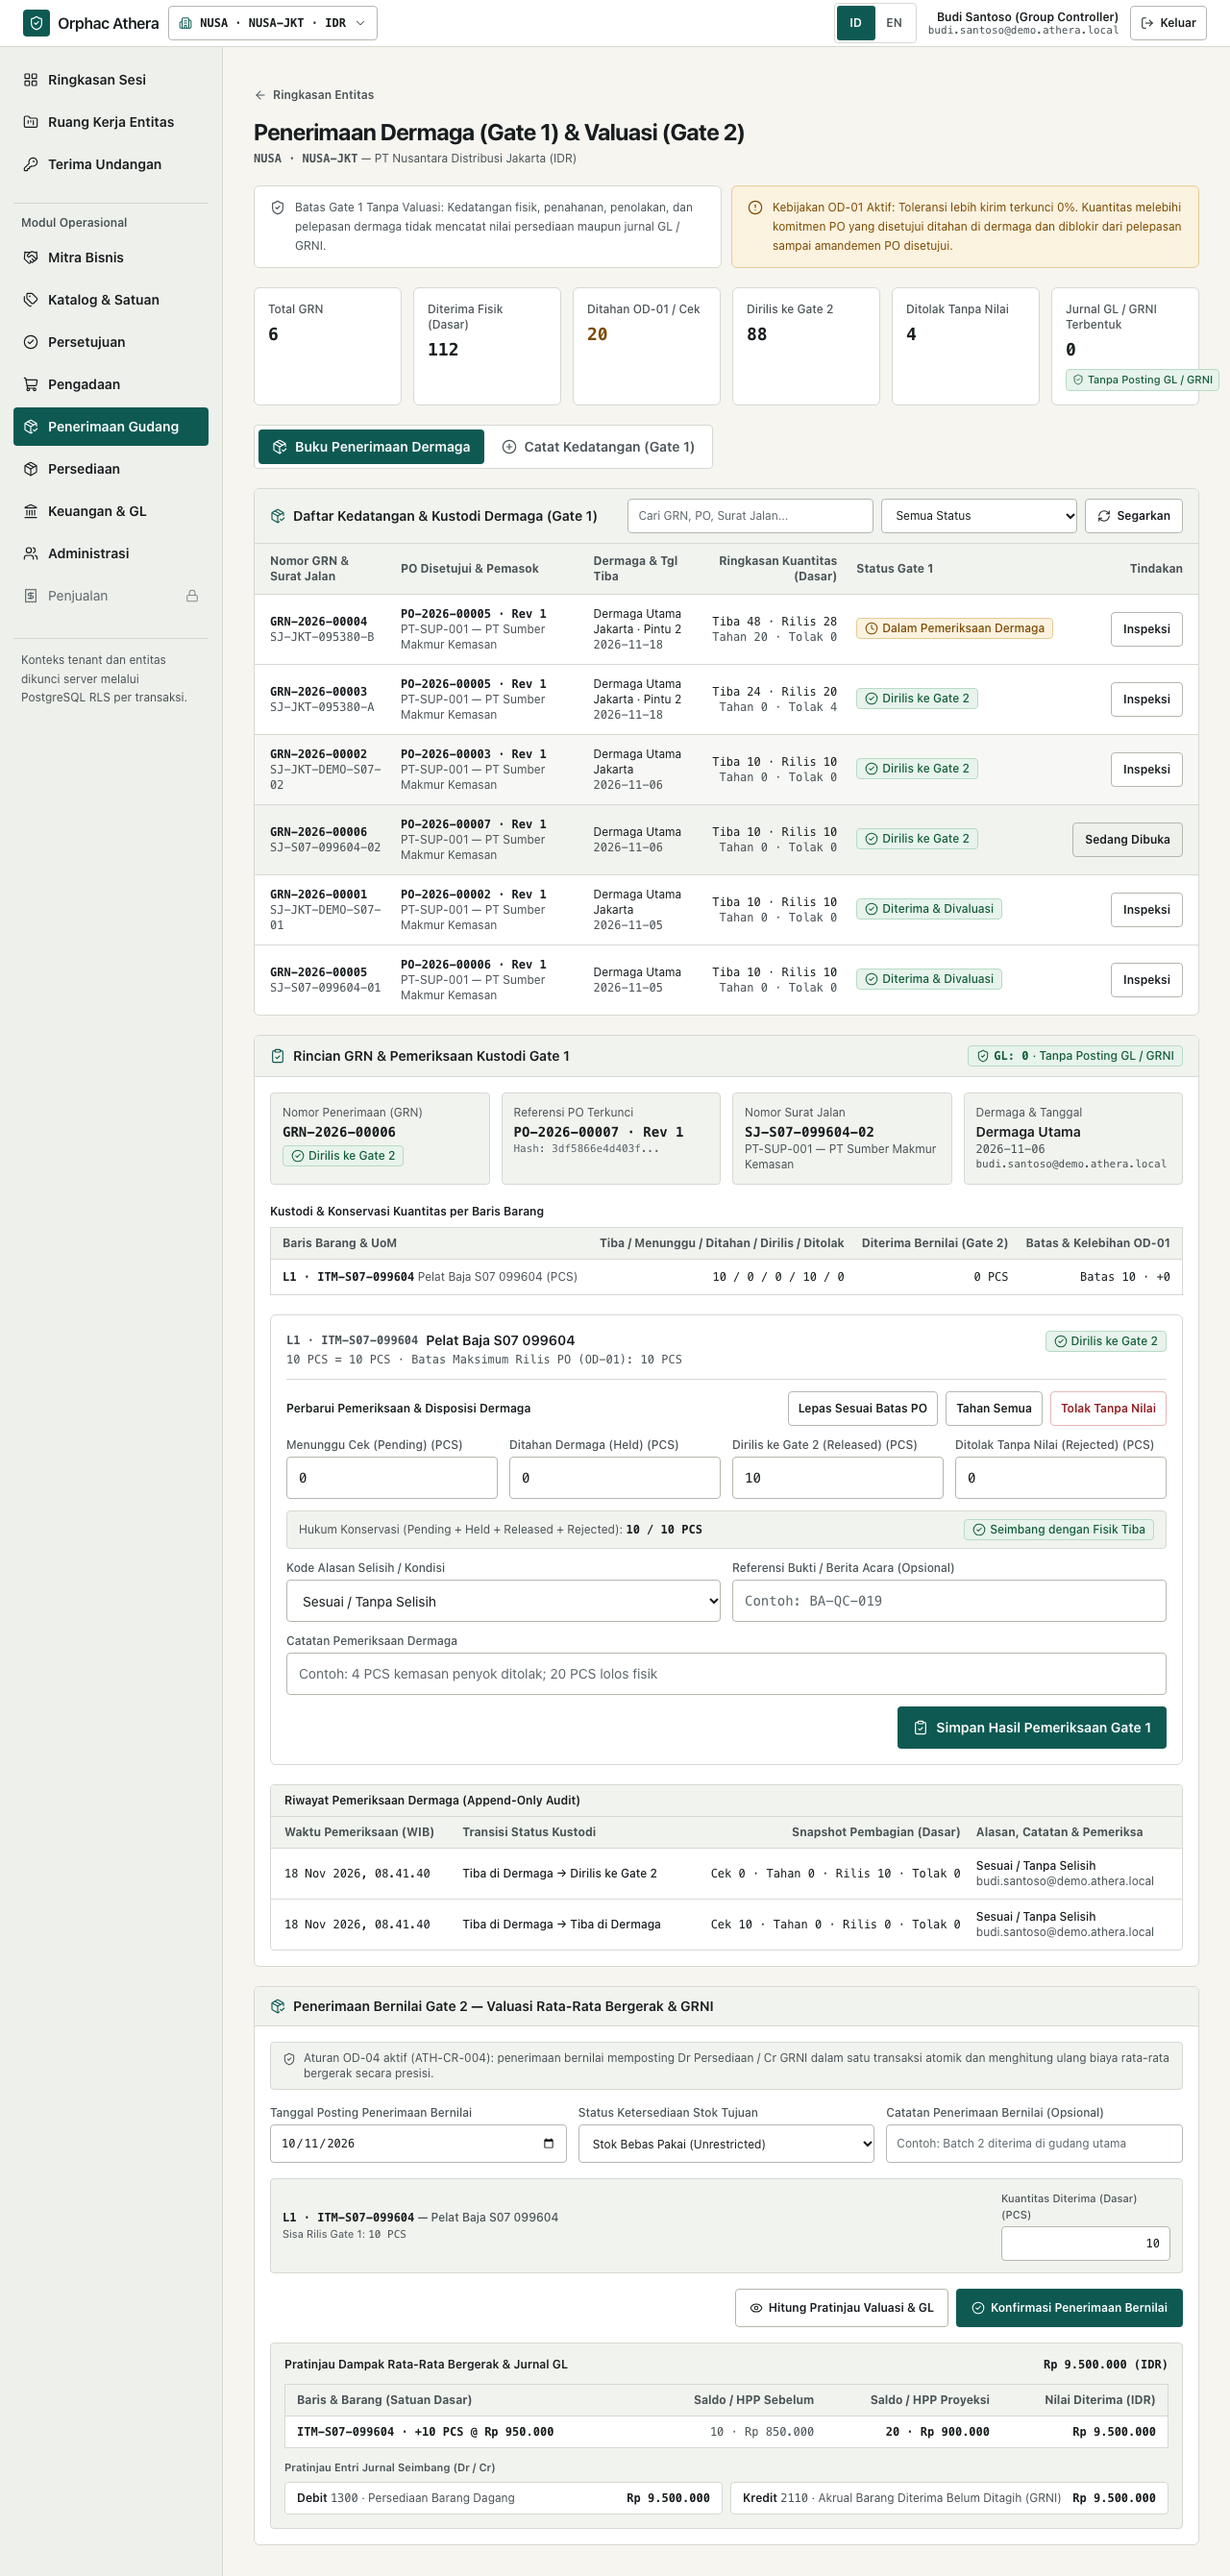 Orphac Athera
NUSA · NUSA-JKT · IDR
ID EN
Budi Santoso (Group Controller)
budi.santoso@demo.athera.local
Keluar
Ringkasan Sesi
Ruang Kerja Entitas
Terima Undangan
Modul Operasional
Mitra Bisnis
Katalog & Satuan
Persetujuan
Pengadaan
Penerimaan Gudang
Persediaan
Keuangan & GL
Administrasi
Penjualan
Konteks tenant dan entitas
dikunci server melalui
PostgreSQL RLS per transaksi.
Ringkasan Entitas
Penerimaan Dermaga (Gate 1) & Valuasi (Gate 2)
NUSA · NUSA-JKT — PT Nusantara Distribusi Jakarta (IDR)
Batas Gate 1 Tanpa Valuasi: Kedatangan fisik, penahanan, penolakan, dan
pelepasan dermaga tidak mencatat nilai persediaan maupun jurnal GL /
GRNI.
Kebijakan OD-01 Aktif: Toleransi lebih kirim terkunci 0%. Kuantitas melebihi
komitmen PO yang disetujui ditahan di dermaga dan diblokir dari pelepasan
sampai amandemen PO disetujui.
Total GRN
6
Diterima Fisik
(Dasar)
112
Ditahan OD-01 / Cek
20
Dirilis ke Gate 2
88
Ditolak Tanpa Nilai
4
Jurnal GL / GRNI
Terbentuk
0
Tanpa Posting GL / GRNI
Buku Penerimaan Dermaga
Catat Kedatangan (Gate 1)
Daftar Kedatangan & Kustodi Dermaga (Gate 1)
Cari GRN, PO, Surat Jalan...
Semua Status
Segarkan
Nomor GRN &
Surat Jalan
PO Disetujui & Pemasok
Dermaga & Tgl
Tiba
Ringkasan Kuantitas
(Dasar)
Status Gate 1
Tindakan
GRN-2026-00004
SJ-JKT-095380-B
PO-2026-00005 · Rev 1
PT-SUP-001 — PT Sumber
Makmur Kemasan
Dermaga Utama
Jakarta · Pintu 2
2026-11-18
Tiba 48 · Rilis 28
Tahan 20 · Tolak 0
Dalam Pemeriksaan Dermaga
Inspeksi
GRN-2026-00003
SJ-JKT-095380-A
PO-2026-00005 · Rev 1
PT-SUP-001 — PT Sumber
Makmur Kemasan
Dermaga Utama
Jakarta · Pintu 2
2026-11-18
Tiba 24 · Rilis 20
Tahan 0 · Tolak 4
Dirilis ke Gate 2
Inspeksi
GRN-2026-00002
SJ-JKT-DEMO-S07-
02
PO-2026-00003 · Rev 1
PT-SUP-001 — PT Sumber
Makmur Kemasan
Dermaga Utama
Jakarta
2026-11-06
Tiba 10 · Rilis 10
Tahan 0 · Tolak 0
Dirilis ke Gate 2
Inspeksi
GRN-2026-00006
SJ-S07-099604-02
PO-2026-00007 · Rev 1
PT-SUP-001 — PT Sumber
Makmur Kemasan
Dermaga Utama
2026-11-06
Tiba 10 · Rilis 10
Tahan 0 · Tolak 0
Dirilis ke Gate 2
Sedang Dibuka
GRN-2026-00001
SJ-JKT-DEMO-S07-
01
PO-2026-00002 · Rev 1
PT-SUP-001 — PT Sumber
Makmur Kemasan
Dermaga Utama
Jakarta
2026-11-05
Tiba 10 · Rilis 10
Tahan 0 · Tolak 0
Diterima & Divaluasi
Inspeksi
GRN-2026-00005
SJ-S07-099604-01
PO-2026-00006 · Rev 1
PT-SUP-001 — PT Sumber
Makmur Kemasan
Dermaga Utama
2026-11-05
Tiba 10 · Rilis 10
Tahan 0 · Tolak 0
Diterima & Divaluasi
Inspeksi
Rincian GRN & Pemeriksaan Kustodi Gate 1
GL: 0 · Tanpa Posting GL / GRNI
Nomor Penerimaan (GRN)
GRN-2026-00006
Dirilis ke Gate 2
Referensi PO Terkunci
PO-2026-00007 · Rev 1
Hash: 3df5866e4d403f...
Nomor Surat Jalan
SJ-S07-099604-02
PT-SUP-001 — PT Sumber Makmur
Kemasan
Dermaga & Tanggal
Dermaga Utama
2026-11-06
budi.santoso@demo.athera.local
Kustodi & Konservasi Kuantitas per Baris Barang
Baris Barang & UoM
Tiba / Menunggu / Ditahan / Dirilis / Ditolak
Diterima Bernilai (Gate 2)
Batas & Kelebihan OD-01
L1 · ITM-S07-099604 Pelat Baja S07 099604 (PCS)
10 / 0 / 0 / 10 / 0
0 PCS
Batas 10 · +0
L1 · ITM-S07-099604 Pelat Baja S07 099604
10 PCS = 10 PCS · Batas Maksimum Rilis PO (OD-01): 10 PCS
Dirilis ke Gate 2
Perbarui Pemeriksaan & Disposisi Dermaga
Lepas Sesuai Batas PO
Tahan Semua
Tolak Tanpa Nilai
Menunggu Cek (Pending) (PCS)
0
Ditahan Dermaga (Held) (PCS)
0
Dirilis ke Gate 2 (Released) (PCS)
10
Ditolak Tanpa Nilai (Rejected) (PCS)
0
Hukum Konservasi (Pending + Held + Released + Rejected): 10 / 10 PCS
Seimbang dengan Fisik Tiba
Kode Alasan Selisih / Kondisi
Sesuai / Tanpa Selisih
Referensi Bukti / Berita Acara (Opsional)
Contoh: BA-QC-019
Catatan Pemeriksaan Dermaga
Contoh: 4 PCS kemasan penyok ditolak; 20 PCS lolos fisik
Simpan Hasil Pemeriksaan Gate 1
Riwayat Pemeriksaan Dermaga (Append-Only Audit)
Waktu Pemeriksaan (WIB)
Transisi Status Kustodi
Snapshot Pembagian (Dasar)
Alasan, Catatan & Pemeriksa
18 Nov 2026, 08.41.40
Tiba di Dermaga → Dirilis ke Gate 2
Cek 0 · Tahan 0 · Rilis 10 · Tolak 0
Sesuai / Tanpa Selisih
budi.santoso@demo.athera.local
18 Nov 2026, 08.41.40
Tiba di Dermaga → Tiba di Dermaga
Cek 10 · Tahan 0 · Rilis 0 · Tolak 0
Sesuai / Tanpa Selisih
budi.santoso@demo.athera.local
Penerimaan Bernilai Gate 2 — Valuasi Rata-Rata Bergerak & GRNI
Aturan OD-04 aktif (ATH-CR-004): penerimaan bernilai memposting Dr Persediaan / Cr GRNI dalam satu transaksi atomik dan menghitung ulang biaya rata-rata
bergerak secara presisi.
Tanggal Posting Penerimaan Bernilai
10/11/2026
Status Ketersediaan Stok Tujuan
Stok Bebas Pakai (Unrestricted)
Catatan Penerimaan Bernilai (Opsional)
Contoh: Batch 2 diterima di gudang utama
L1 · ITM-S07-099604 — Pelat Baja S07 099604
Sisa Rilis Gate 1: 10 PCS
Kuantitas Diterima (Dasar)
(PCS)
10
Hitung Pratinjau Valuasi & GL
Konfirmasi Penerimaan Bernilai
Pratinjau Dampak Rata-Rata Bergerak & Jurnal GL
Rp 9.500.000 (IDR)
Baris & Barang (Satuan Dasar)
Saldo / HPP Sebelum
Saldo / HPP Proyeksi
Nilai Diterima (IDR)
ITM-S07-099604 · +10 PCS @ Rp 950.000
10 · Rp 850.000
20 · Rp 900.000
Rp 9.500.000
Pratinjau Entri Jurnal Seimbang (Dr / Cr)
Debit 1300 · Persediaan Barang Dagang
Rp 9.500.000
Kredit 2110 · Akrual Barang Diterima Belum Ditagih (GRNI)
Rp 9.500.000